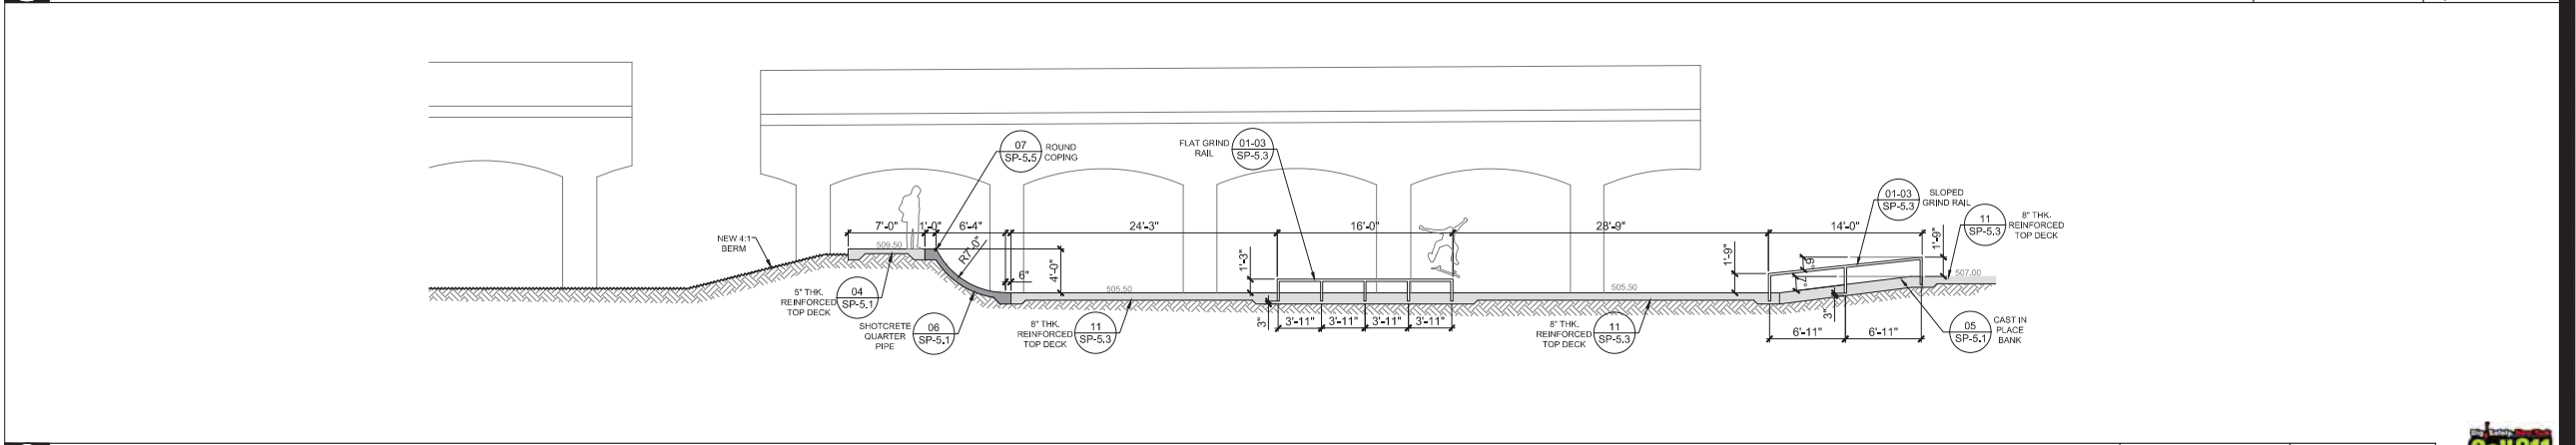 07
SP-5.5
ROUND
COPING
FLAT GRIND
RAIL
01-03
SP-5.3
01-03
SP-5.3
SLOPED
GRIND RAIL
11
SP-5.3
8" THK.
REINFORCED
TOP DECK
NEW 4:1
BERM
7'-0"
1'-0"
6'-4"
24'-3"
16'-0"
28'-9"
14'-0"
509.50
R7'-0"
6"
4'-0"
1'-3"
1'-9"
6"
7"
1'-9"
507.00
505.50
505.50
5" THK.
REINFORCED
TOP DECK
04
SP-5.1
SHOTCRETE
QUARTER
PIPE
06
SP-5.1
8" THK.
REINFORCED
TOP DECK
11
SP-5.3
3"
3'-11"
3'-11"
3'-11"
3'-11"
8" THK.
REINFORCED
TOP DECK
11
SP-5.3
3"
6'-11"
6'-11"
05
SP-5.1
CAST IN
PLACE
BANK